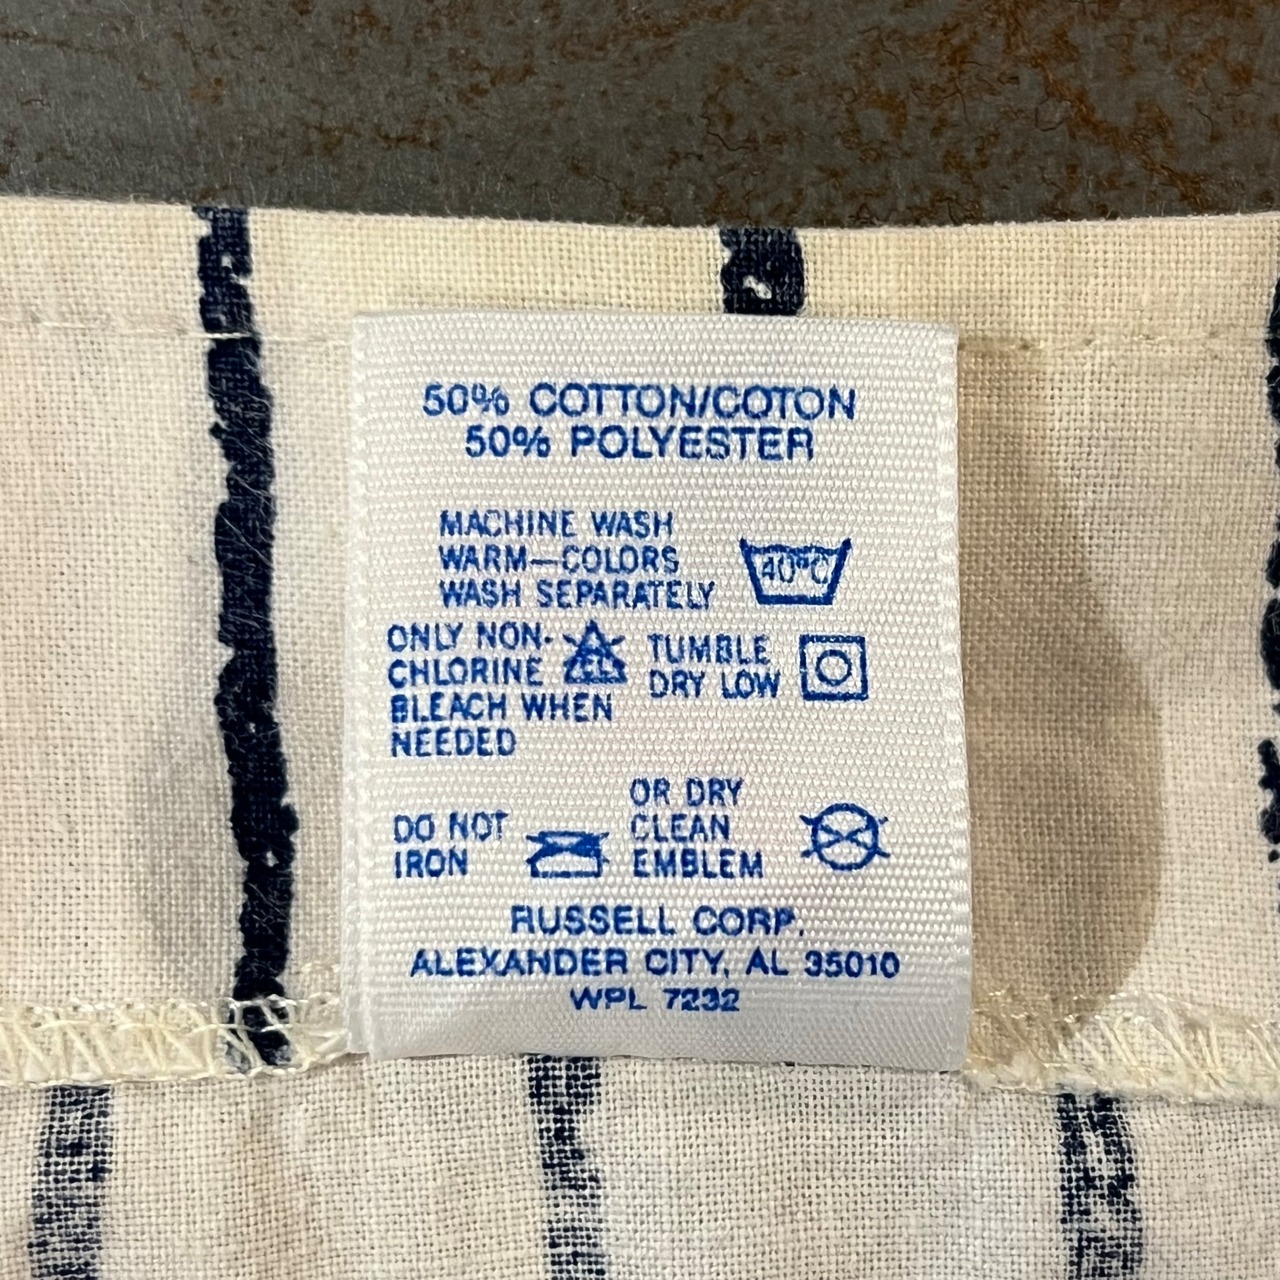 50% COTTON/COTON
50% POLYESTER
MACHINE WASH
WARM—COLORS
WASH SEPARATELY
40°C
ONLY NON-
CHLORINE
BLEACH WHEN
NEEDED
TUMBLE
DRY LOW
DO NOT
IRON
OR DRY
CLEAN
EMBLEM
RUSSELL CORP.
ALEXANDER CITY, AL 35010
WPL 7232